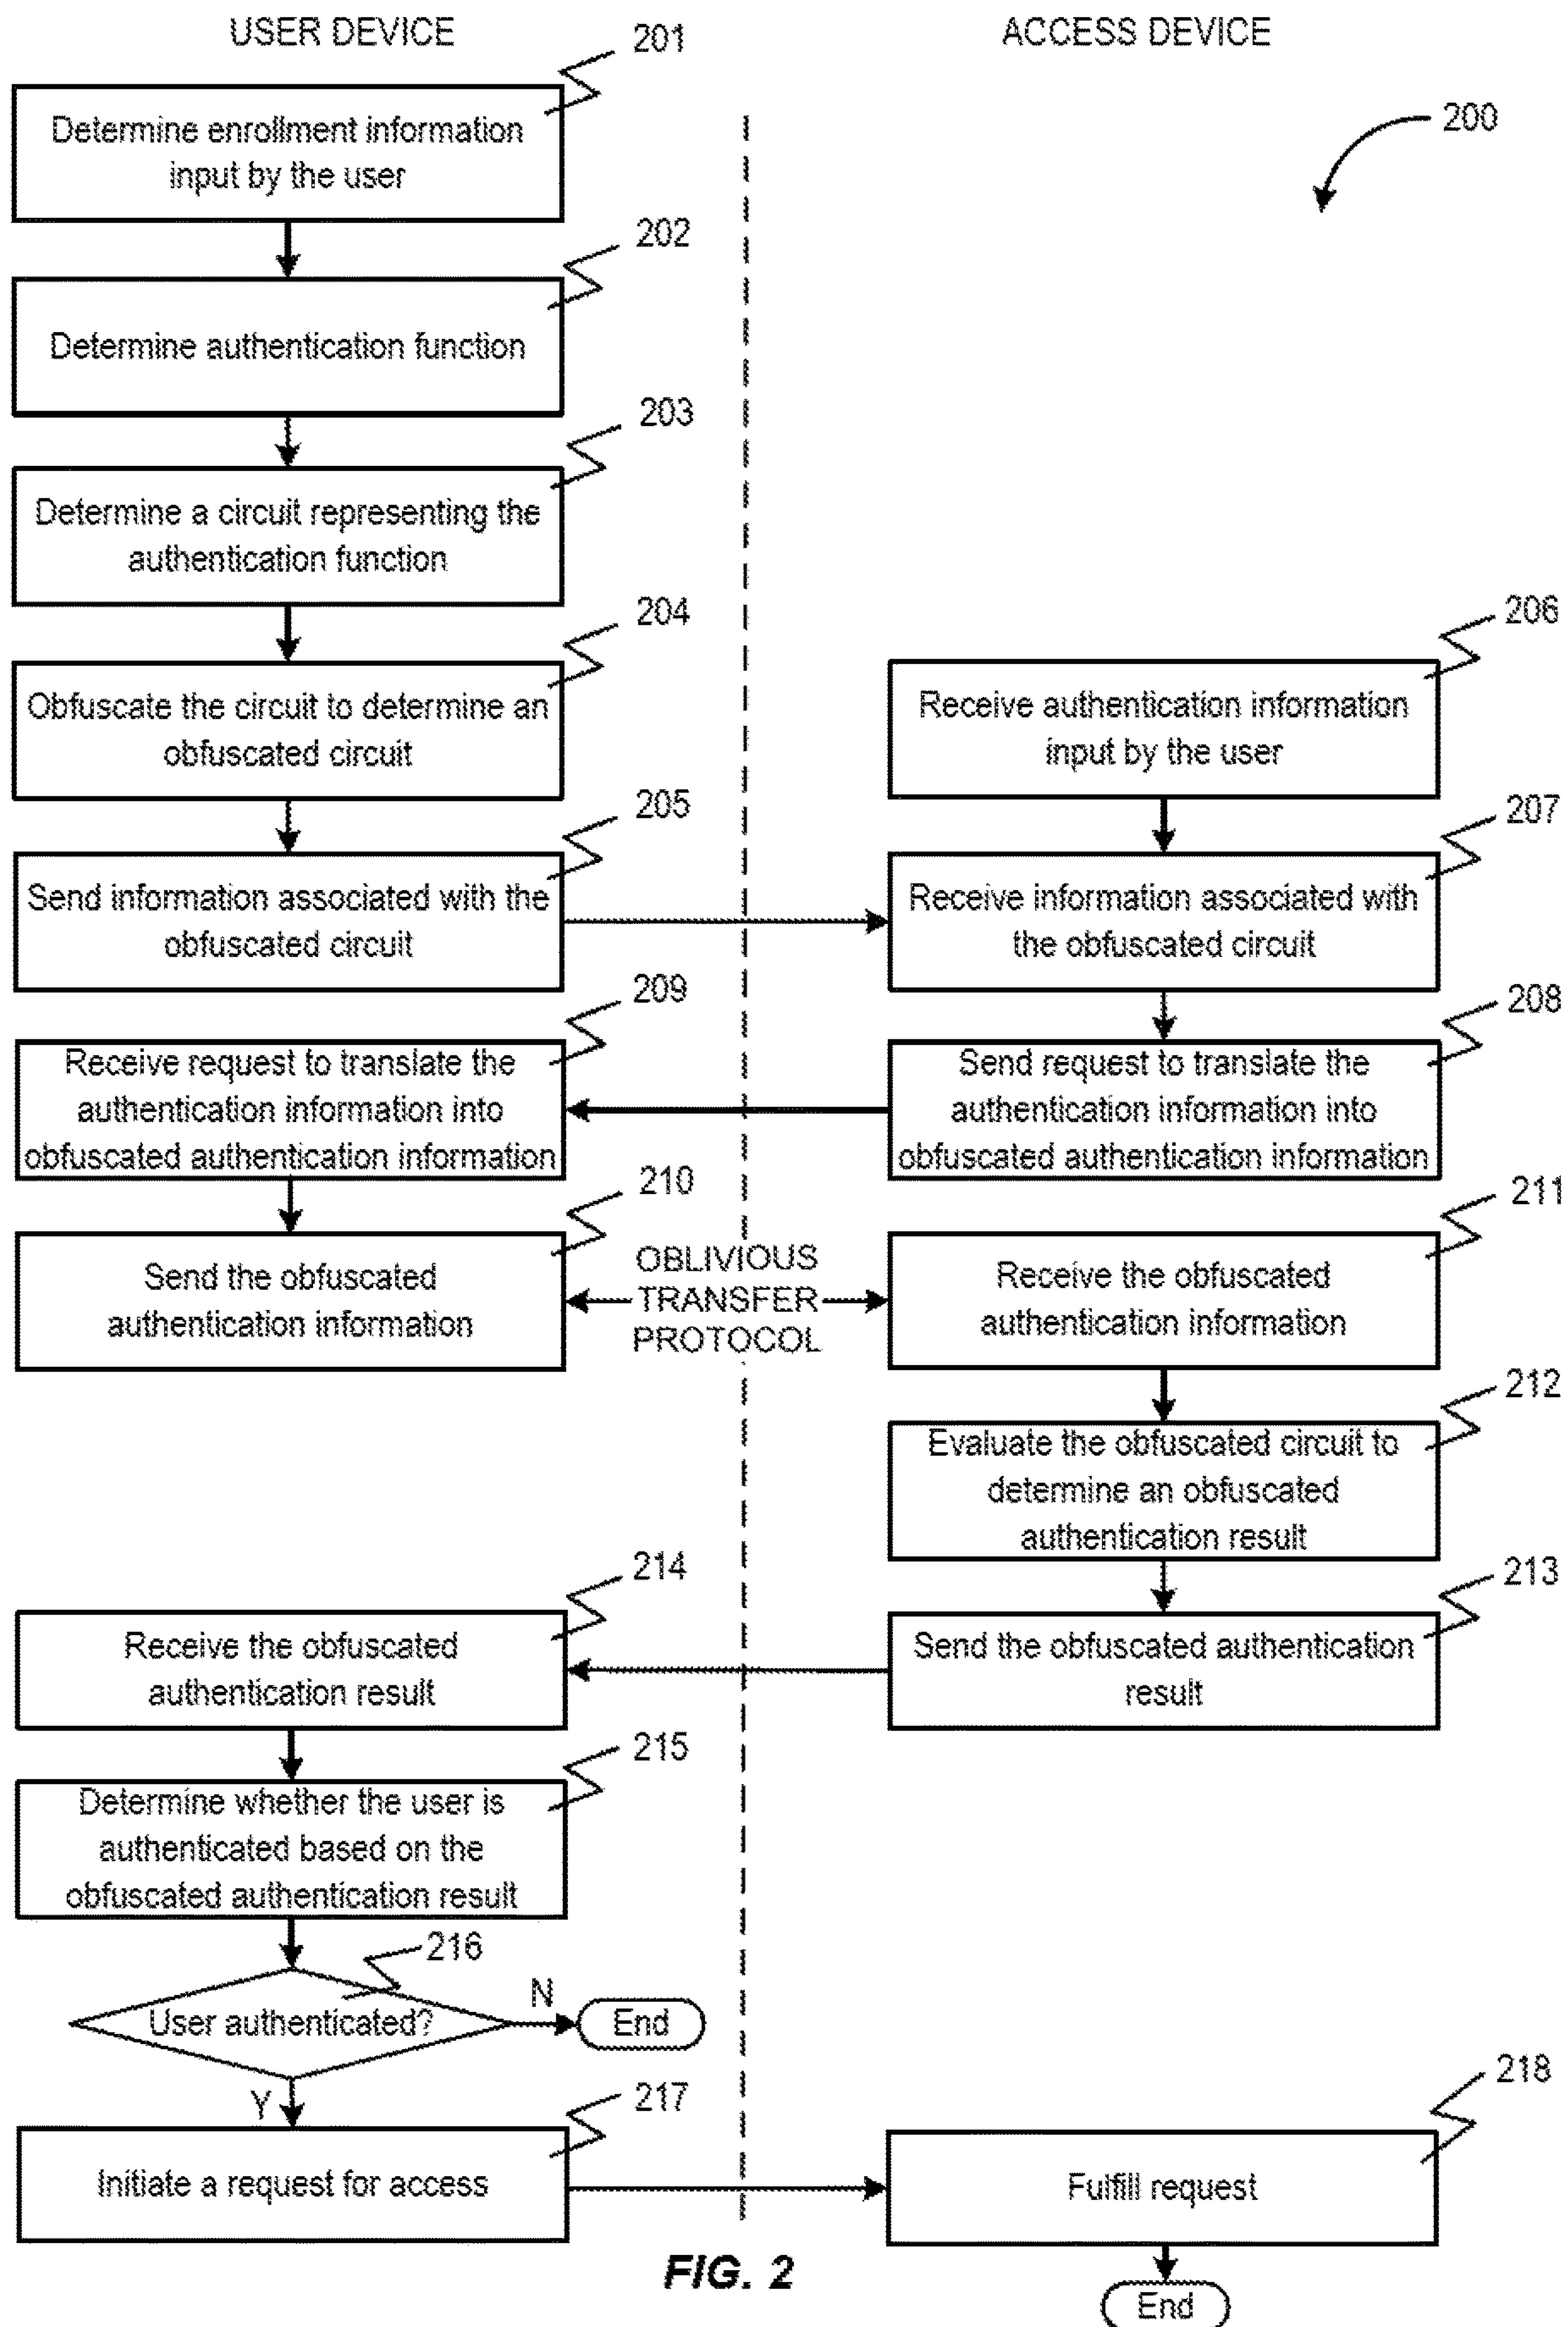 USER DEVICE
ACCESS DEVICE
200
201
Determine enrollment information
input by the user
202
Determine authentication function
203
Determine a circuit representing the
authentication function
204
Obfuscate the circuit to determine an
obfuscated circuit
206
Receive authentication information
input by the user
205
Send information associated with the
obfuscated circuit
207
Receive information associated with
the obfuscated circuit
209
Receive request to translate the
authentication information into
obfuscated authentication information
208
Send request to translate the
authentication information into
obfuscated authentication information
210
Send the obfuscated
authentication information
OBLIVIOUS
TRANSFER
PROTOCOL
211
Receive the obfuscated
authentication information
212
Evaluate the obfuscated circuit to
determine an obfuscated
authentication result
214
Receive the obfuscated
authentication result
213
Send the obfuscated authentication
result
215
Determine whether the user is
authenticated based on the
obfuscated authentication result
216
User authenticated?
N
End
Y
217
Initiate a request for access
218
Fulfill request
FIG. 2
End